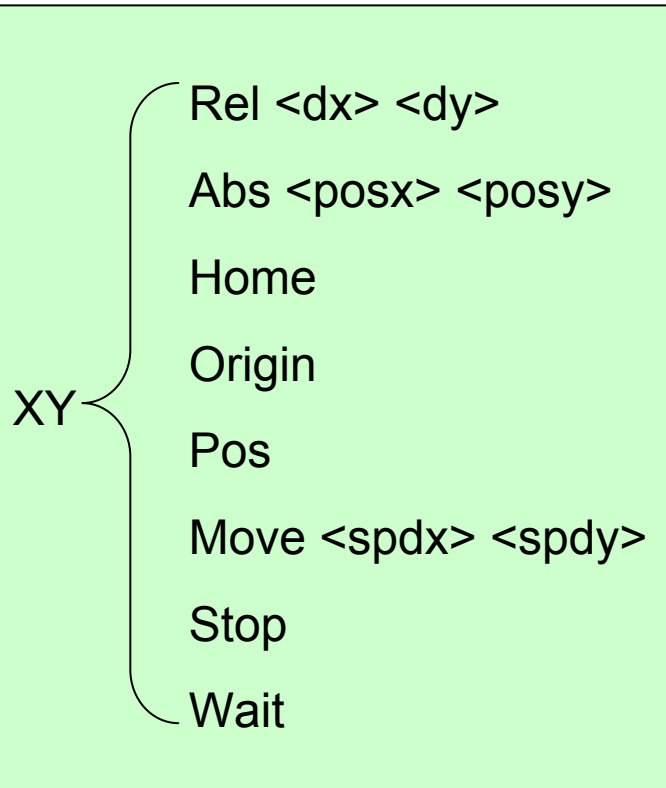 Rel <dx> <dy>
Abs <posx> <posy>
Home
Origin
XY
Pos
Move <spdx> <spdy>
Stop
Wait